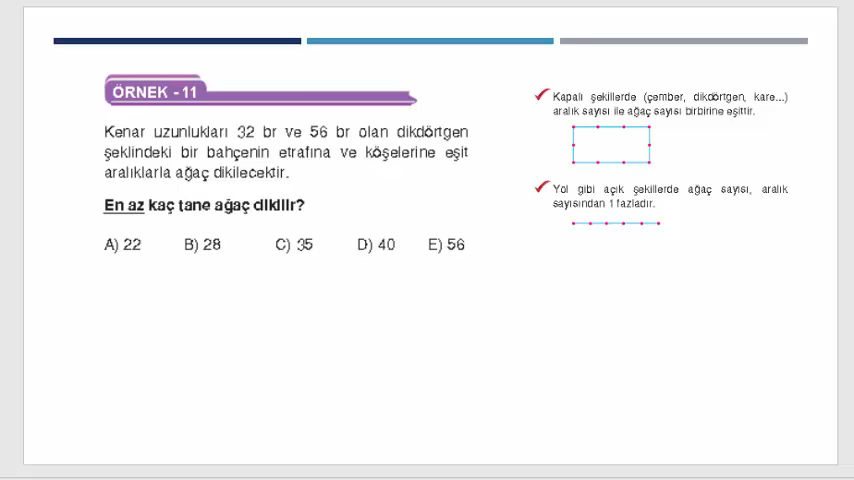 ÖRNEK - 11
Kenar uzunlukları 32 br ve 56 br olan dikdörtgen
şeklindeki bir bahçenin etrafına ve köşelerine eşit
aralıklarla ağaç dikilecektir.
En az kaç tane ağaç dikilir?
A) 22 B) 28 C) 35 D) 40 E) 56
Kapalı şekillerde (çember, dikdörtgen, kare...)
aralık sayısı ile ağaç sayısı birbirine eşittir.
Yol gibi açık şekillerde ağaç sayısı, aralık
sayısından 1 fazladır.